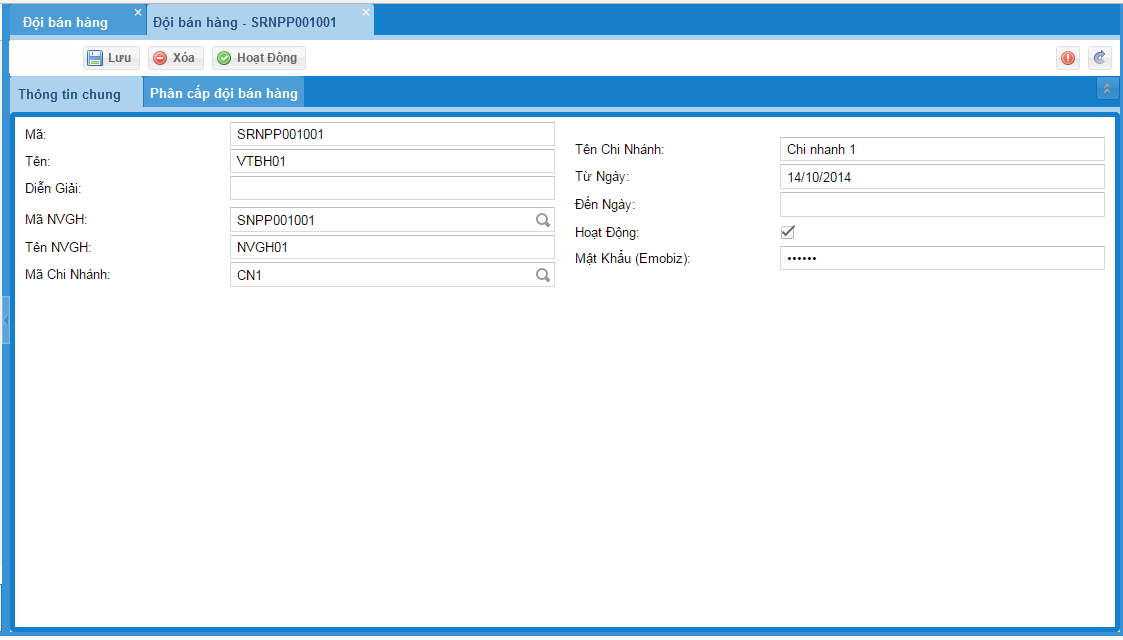 Đội bán hàng
Đội bán hàng - SRNPP001001
Lưu
Xóa
Hoạt Động
Thông tin chung
Phân cấp đội bán hàng
Mã:
SRNPP001001
Tên:
VTBH01
Diễn Giải:
Mã NVGH:
SNPP001001
Tên NVGH:
NVGH01
Mã Chi Nhánh:
CN1
Tên Chi Nhánh:
Chi nhanh 1
Từ Ngày:
14/10/2014
Đến Ngày:
Hoạt Động:
Mật Khẩu (Emobiz):
••••••